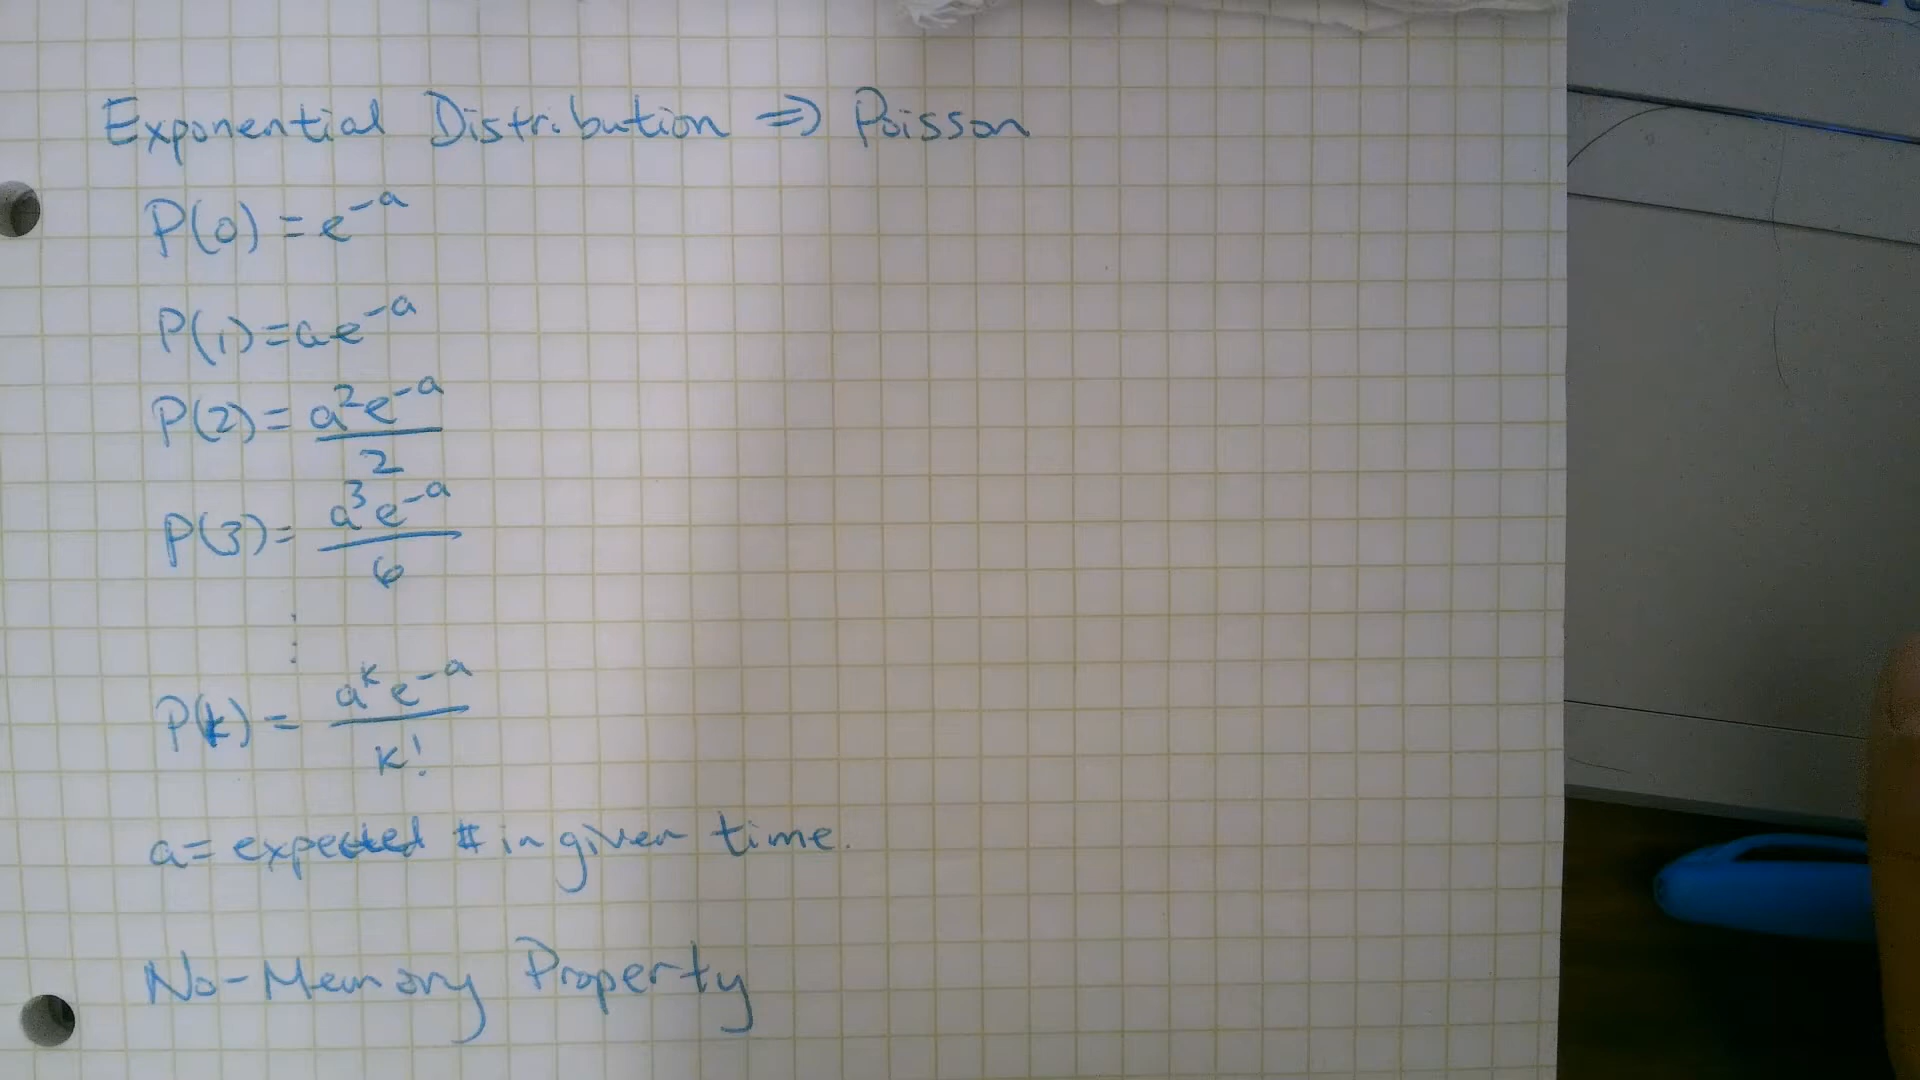 Exponential Distribution ⇒ Poisson
P(0) = e^-a
P(1) = ae^-a
P(2) = a²e^-a / 2
P(3) = a³e^-a / 6
⋮
P(k) = a^k e^-a / k!
a = expected # in given time.
No-Memory Property